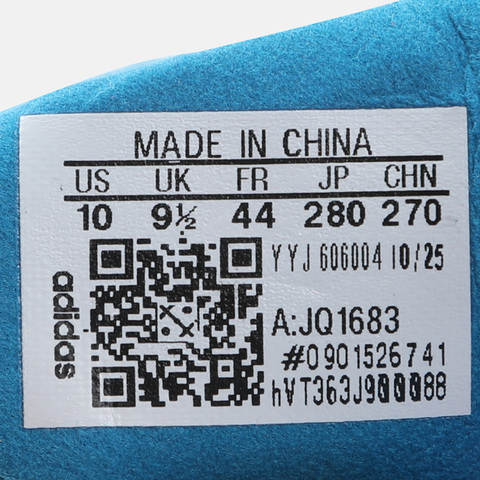 MADE IN CHINA
US UK FR JP CHN
10 9½ 44 280 270
YYJ 606004 10/25
adidas
A:JQ1683
#0901526741